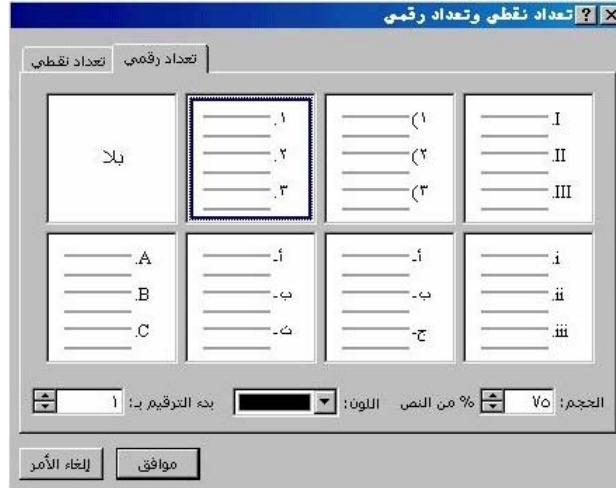 تعداد نقطي وتعداد رقمي
تعداد رقمي تعداد نقطي
I.
II.
III.
١)
٢)
٣)
١.
٢.
٣.
بلا
i.
ii.
iii.
أ-
ب-
ج-
أ-
ب-
ت-
A.
B.
C.
الحجم: ٧٥ % من النص اللون: بدء الترقيم بـ: ١
موافق إلغاء الأمر